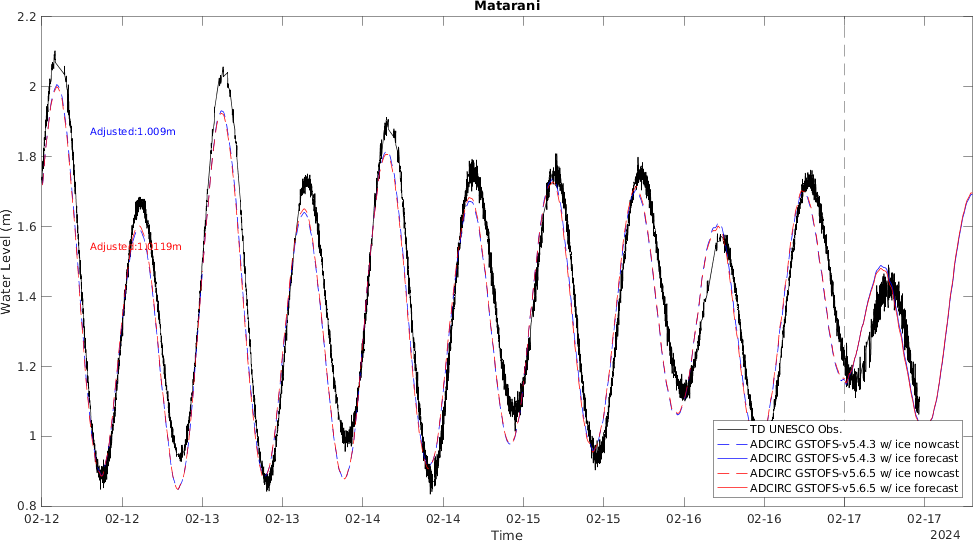 Matarani
2.2
2
1.8
1.6
1.4
1.2
1
0.8
Water Level (m)
Adjusted:1.009m
Adjusted:1.0119m
TD UNESCO Obs.
ADCIRC GSTOFS-v5.4.3 w/ ice nowcast
ADCIRC GSTOFS-v5.4.3 w/ ice forecast
ADCIRC GSTOFS-v5.6.5 w/ ice nowcast
ADCIRC GSTOFS-v5.6.5 w/ ice forecast
02-12 02-12 02-13 02-13 02-14 02-14 02-15 02-15 02-16 02-16 02-17 02-17
Time
2024